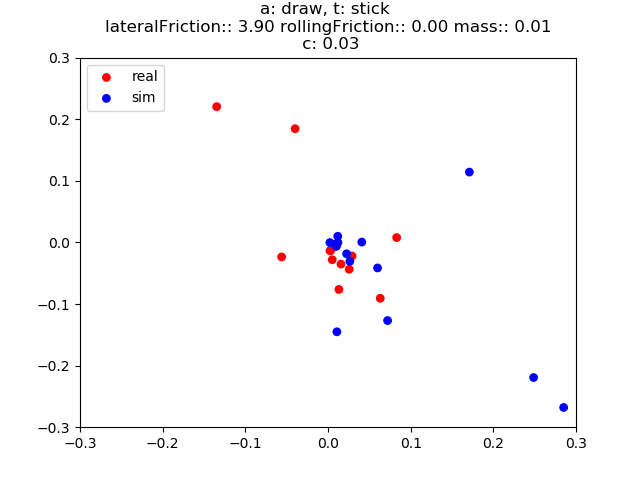 a: draw, t: stick
lateralFriction:: 3.90 rollingFriction:: 0.00 mass:: 0.01
c: 0.03
real
sim
0.3
0.2
0.1
0.0
−0.1
−0.2
−0.3
−0.3 −0.2 −0.1 0.0 0.1 0.2 0.3